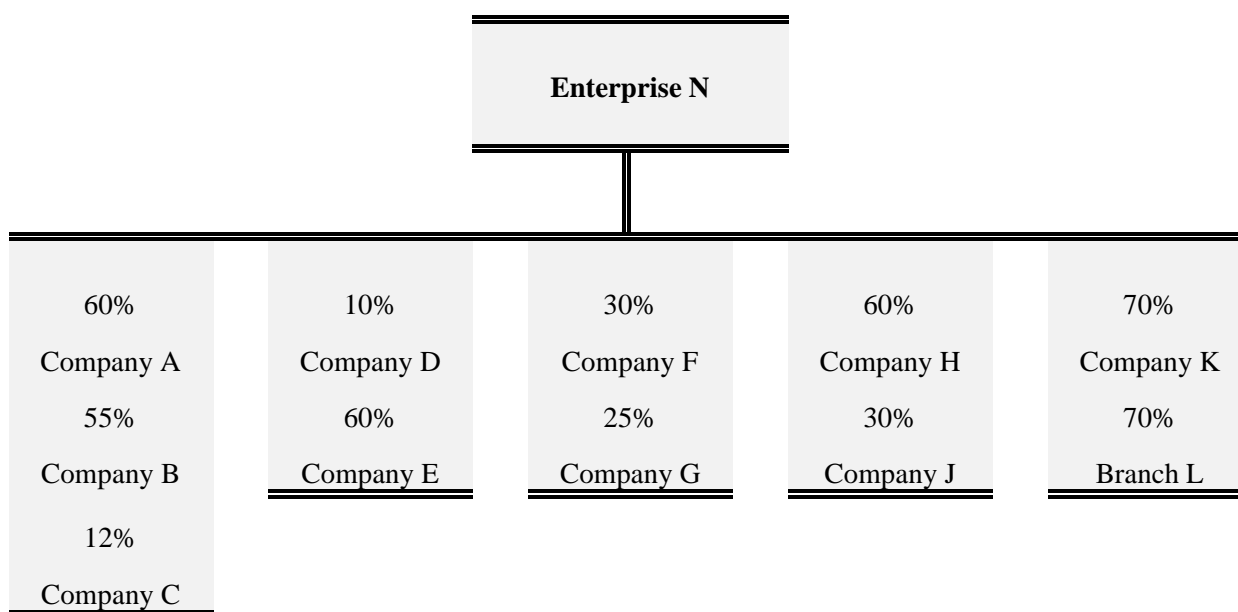 Enterprise N
60%
Company A
55%
Company B
12%
Company C
10%
Company D
60%
Company E
30%
Company F
25%
Company G
60%
Company H
30%
Company J
70%
Company K
70%
Branch L